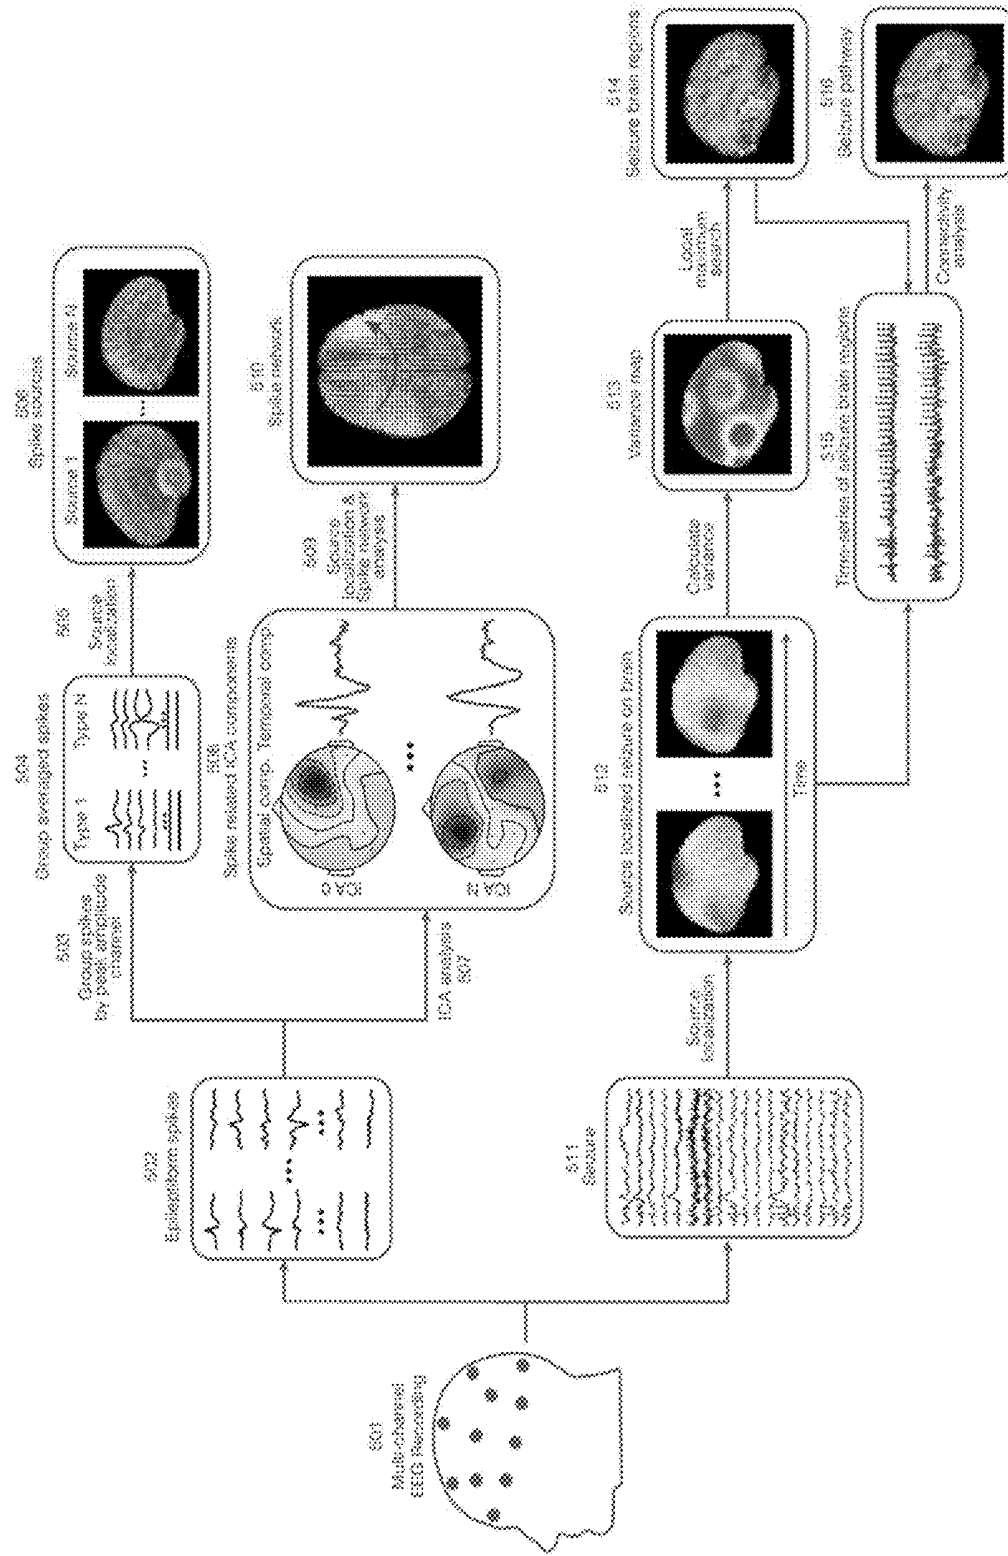 501
Multi-channel
EEG Recording
502
Epileptiform spikes
503
Group spikes
by peak amplitude
channel
504
Group averaged spikes
Type 1
Type N
505
Source
localization
506
Spike sources
Source 1
Source N
ICA analysis
507
508
Spike related ICA components
Spatial comp.
Temporal comp.
ICA 0
ICA N
509
Source
localization &
Spike network
analysis
510
Spike network
511
Seizure
Source
localization
512
Source localized seizure on brain
Time
Calculate
variance
513
Variance map
Local
maximum
search
514
Seizure brain regions
515
Time-series of seizure brain regions
Connectivity
analysis
516
Seizure pathway